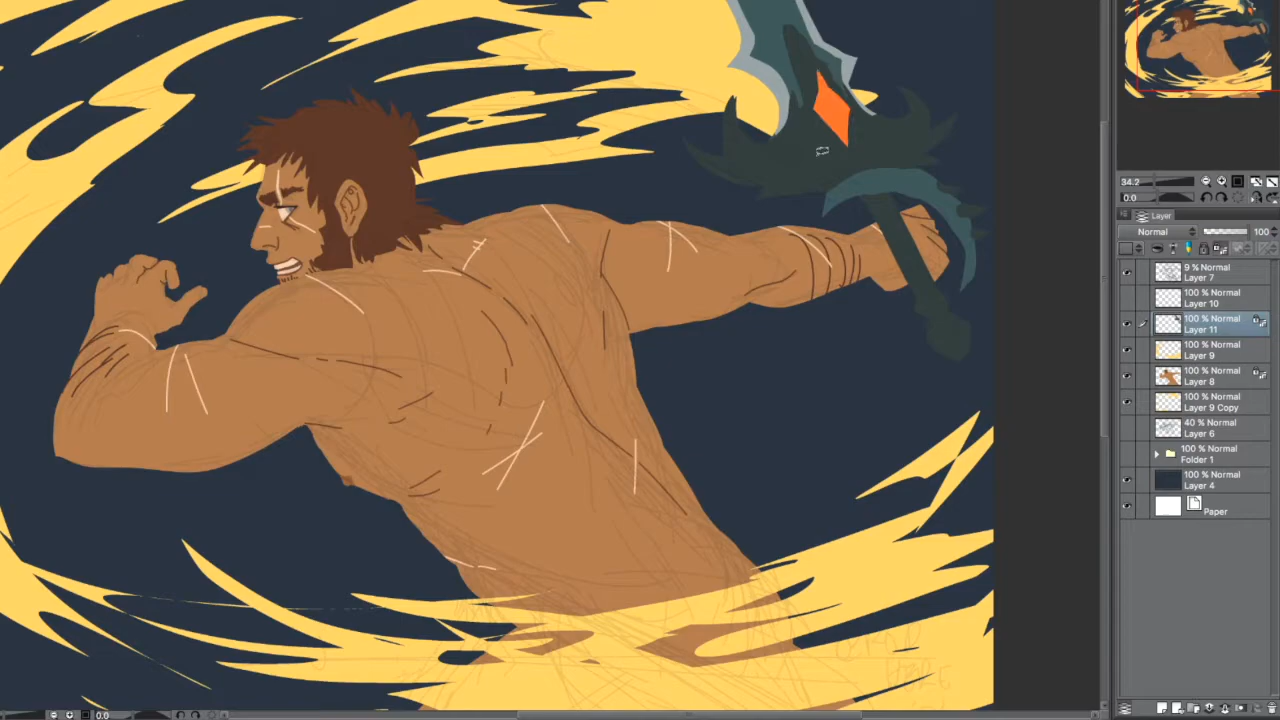 34.2
0.0
Layer
Normal
100
9 % Normal
Layer 7
100 % Normal
Layer 10
100 % Normal
Layer 11
100 % Normal
Layer 9
100 % Normal
Layer 8
100 % Normal
Layer 9 Copy
40 % Normal
Layer 6
100 % Normal
Folder 1
100 % Normal
Layer 4
Paper
HERE
0.0